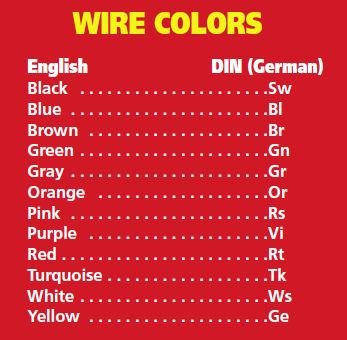 WIRE COLORS
English DIN (German)
Black . . . . . . . . . . . . . . . . . . . . .Sw
Blue . . . . . . . . . . . . . . . . . . . . . .Bl
Brown . . . . . . . . . . . . . . . . . . . .Br
Green . . . . . . . . . . . . . . . . . . . . .Gn
Gray . . . . . . . . . . . . . . . . . . . . . .Gr
Orange . . . . . . . . . . . . . . . . . . .Or
Pink . . . . . . . . . . . . . . . . . . . . . .Rs
Purple . . . . . . . . . . . . . . . . . . . .Vi
Red . . . . . . . . . . . . . . . . . . . . . . .Rt
Turquoise . . . . . . . . . . . . . . . . . .Tk
White . . . . . . . . . . . . . . . . . . . . .Ws
Yellow . . . . . . . . . . . . . . . . . . . .Ge